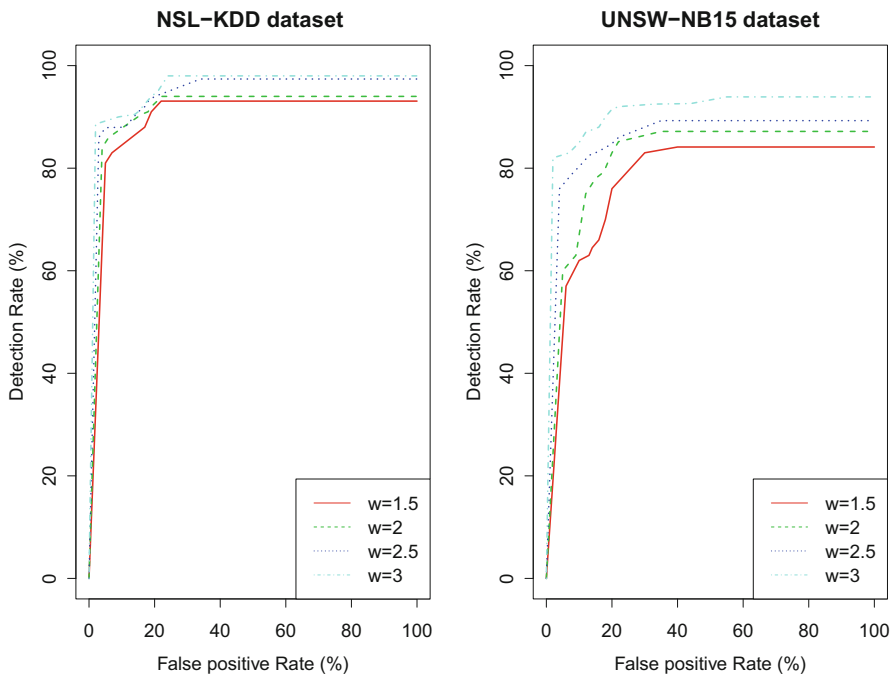 NSL−KDD dataset
Detection Rate (%)
100
80
60
40
20
0
0 20 40 60 80 100
False positive Rate (%)
w=1.5
w=2
w=2.5
w=3
UNSW−NB15 dataset
Detection Rate (%)
100
80
60
40
20
0
0 20 40 60 80 100
False positive Rate (%)
w=1.5
w=2
w=2.5
w=3